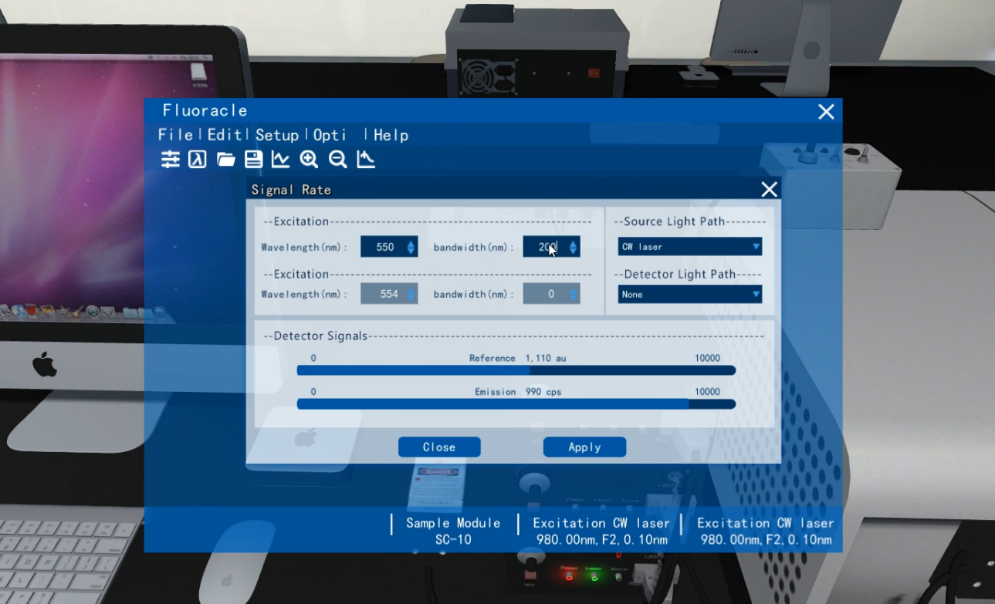 Fluoracle
File|Edit|Setup|Opti |Help
Signal Rate
--Excitation--
Wavelength(nm): 550 bandwidth(nm): 200
--Excitation--
Wavelength(nm): 554 bandwidth(nm): 0
--Source Light Path--
CW laser
--Detector Light Path--
None
--Detector Signals--
0 Reference 1,110 au 10000
0 Emission 990 cps 10000
Close Apply
Sample Module
SC-10
Excitation CW laser
980.00nm,F2,0.10nm
Excitation CW laser
980.00nm,F2,0.10nm